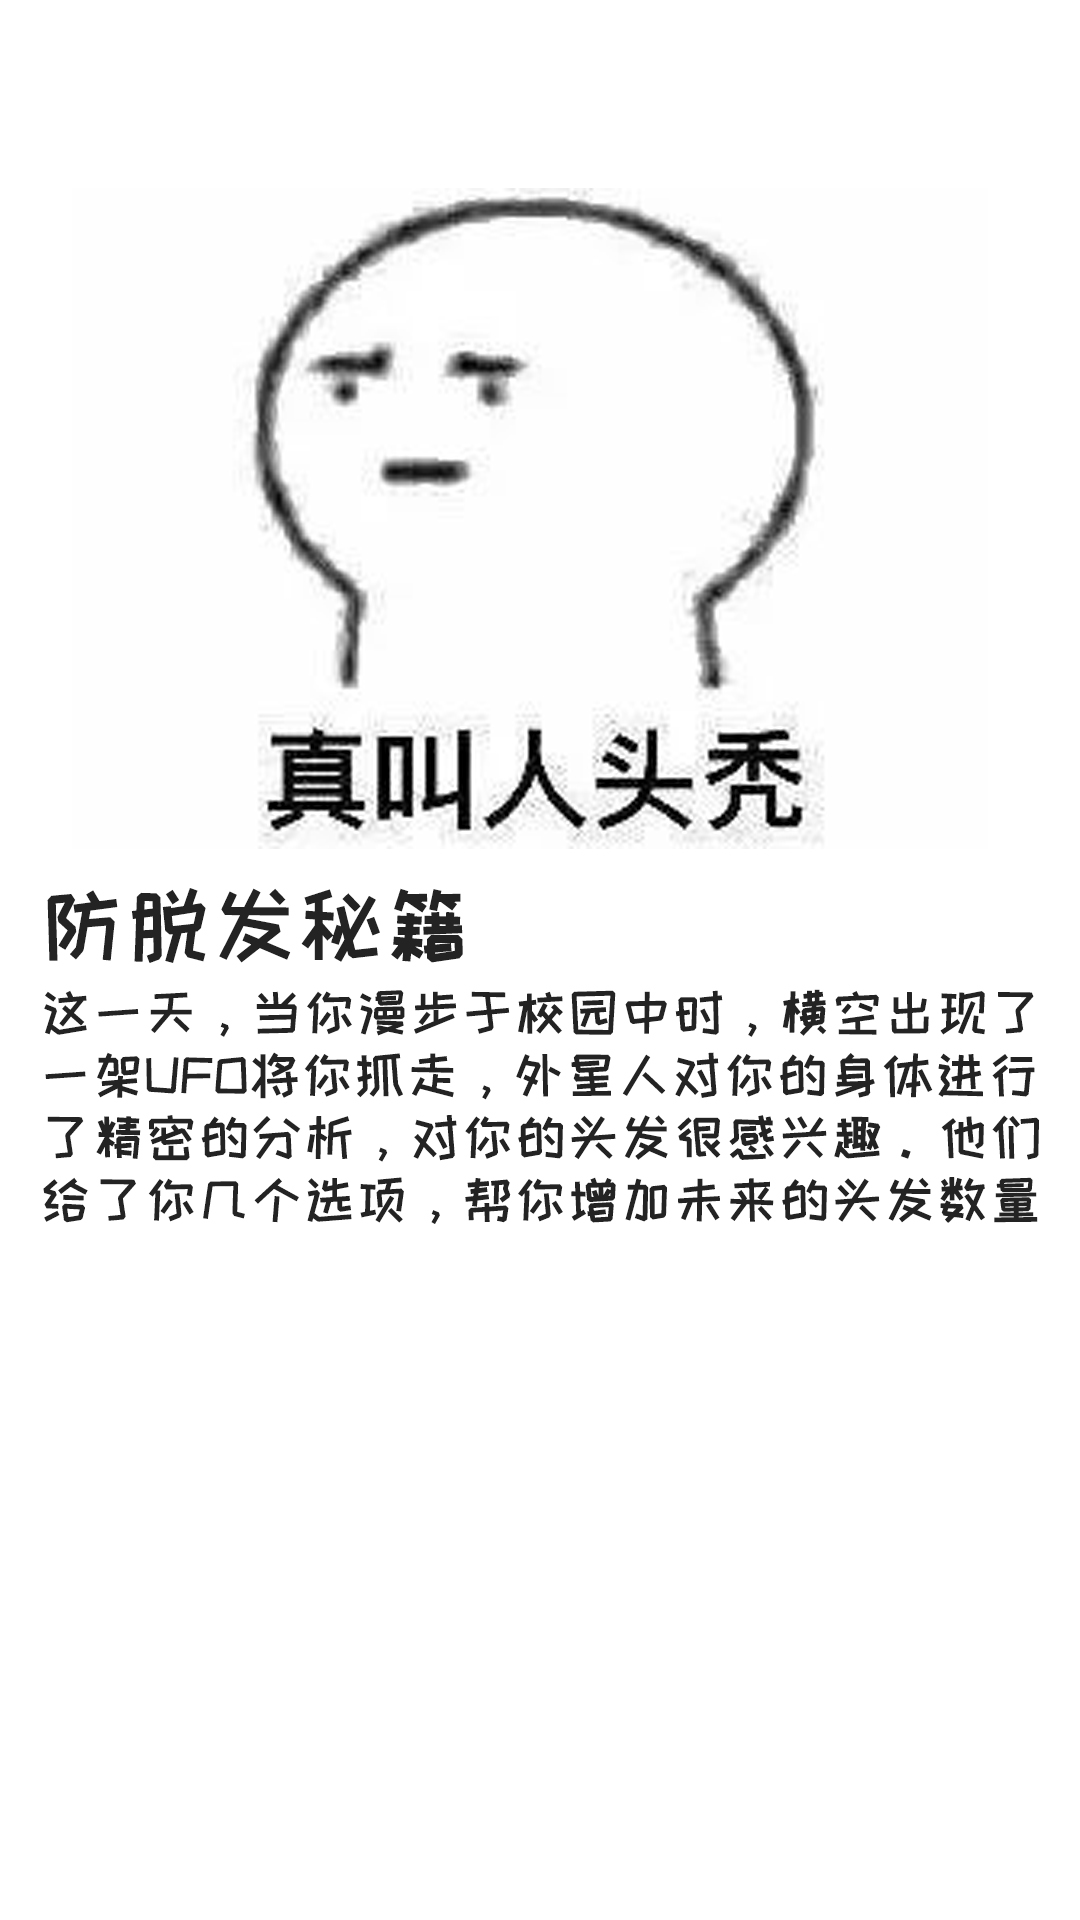 真叫人头秃
防脱发秘籍
这一天，当你漫步于校园中时，横空出现了
一架UFO将你抓走，外星人对你的身体进行
了精密的分析，对你的头发很感兴趣。他们
给了你几个选项，帮你增加未来的头发数量